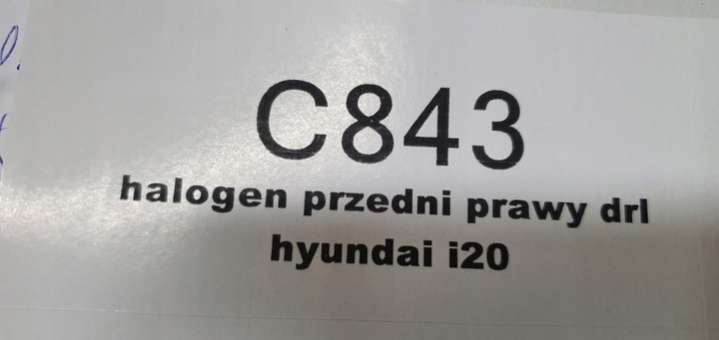 C843
halogen przedni prawy drl
hyundai i20